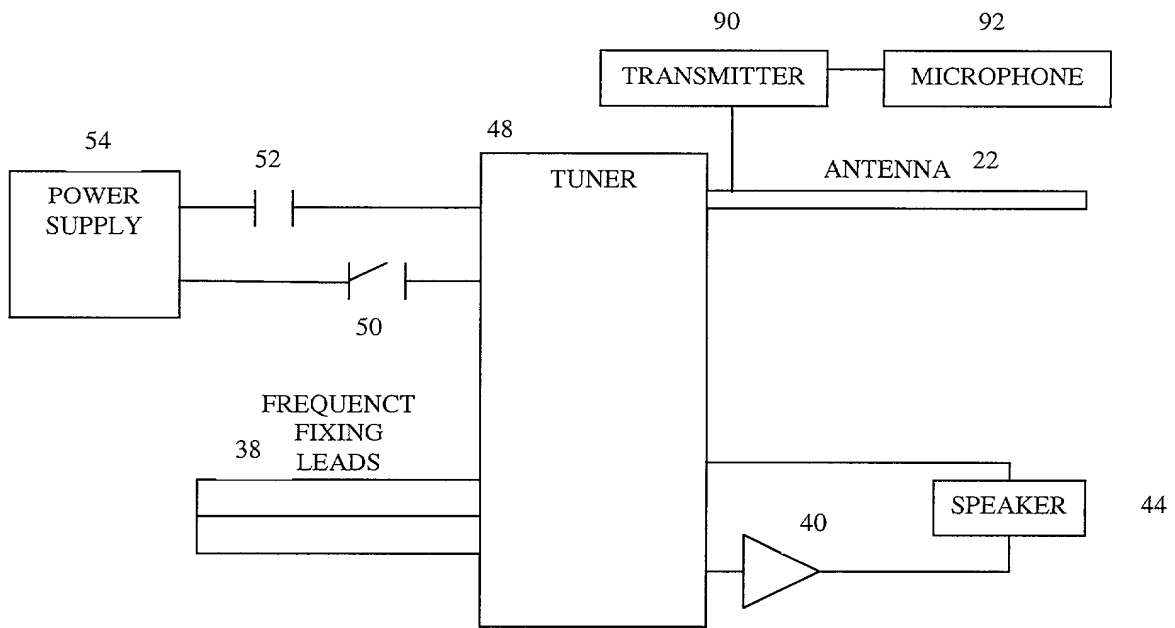 90
92
TRANSMITTER
MICROPHONE
48
54
52
TUNER
ANTENNA
22
POWER
SUPPLY
50
FREQUENCT
FIXING
LEADS
38
SPEAKER
44
40